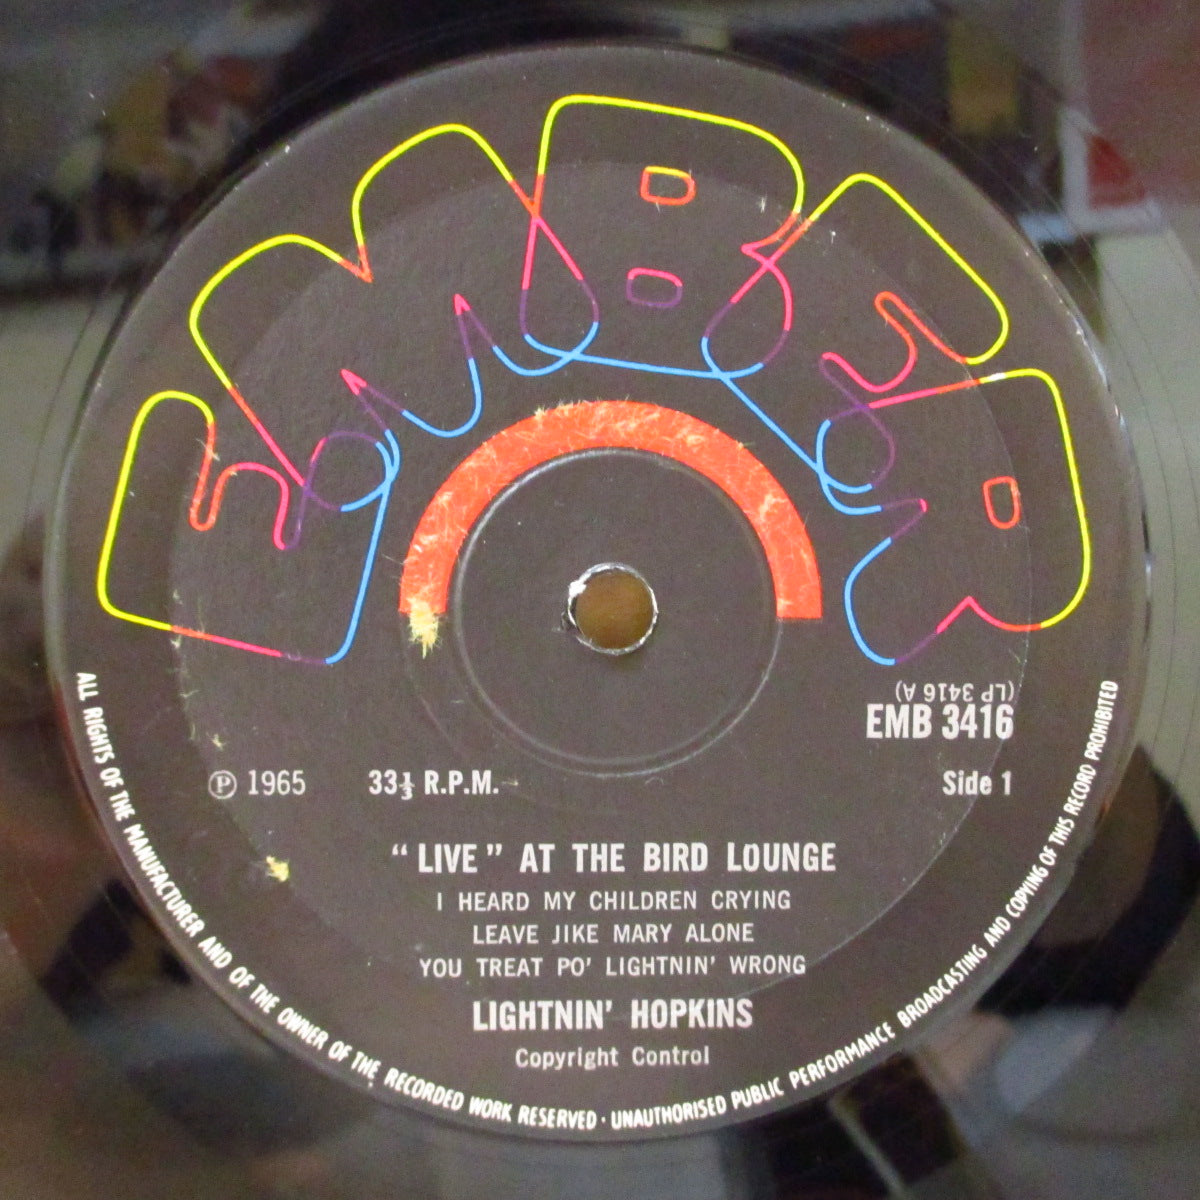 EMBER
(LP 3416 A)
EMB 3416
Ⓟ 1965 33⅓ R.P.M. Side 1
“ LIVE ” AT THE BIRD LOUNGE
I HEARD MY CHILDREN CRYING
LEAVE JIKE MARY ALONE
YOU TREAT PO' LIGHTNIN' WRONG
LIGHTNIN' HOPKINS
Copyright Control
ALL RIGHTS OF THE MANUFACTURER AND OF THE OWNER OF THE RECORDED WORK RESERVED · UNAUTHORISED PUBLIC PERFORMANCE BROADCASTING AND COPYING OF THIS RECORD PROHIBITED